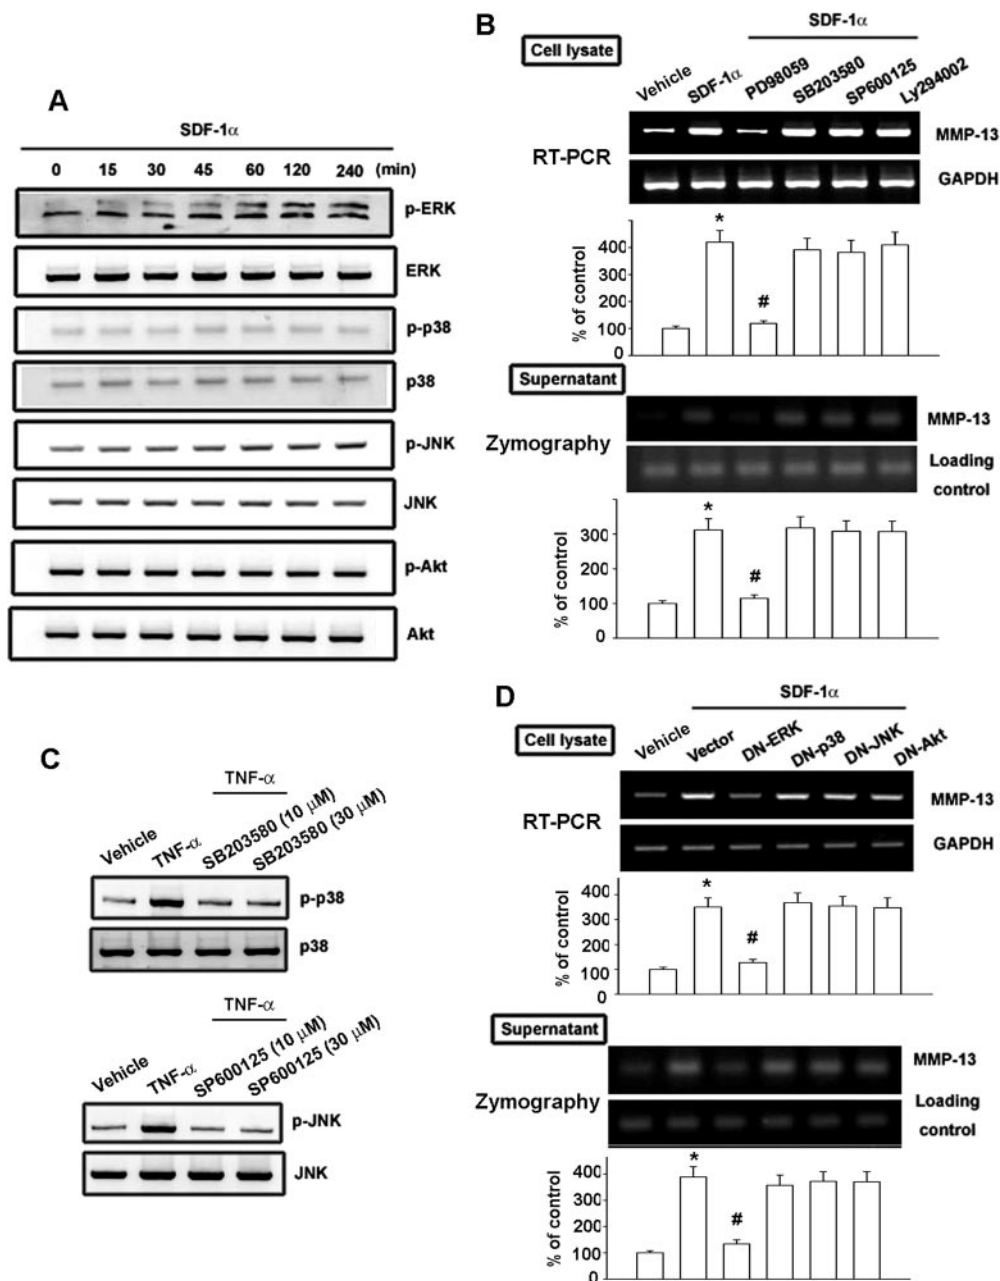 A
SDF-1α
0 15 30 45 60 120 240 (min)
p-ERK
ERK
p-p38
p38
p-JNK
JNK
p-Akt
Akt
B
SDF-1α
Cell lysate
Vehicle SDF-1α PD98059 SB203580 SP600125 Ly294002
RT-PCR
MMP-13
GAPDH
% of control
400
300
200
100
0
*
#
Supernatant
Zymography
MMP-13
Loading
control
% of control
300
200
100
0
*
#
C
TNF-α
Vehicle TNF-α SB203580 (10 μM) SB203580 (30 μM)
p-p38
p38
TNF-α
Vehicle TNF-α SP600125 (10 μM) SP600125 (30 μM)
p-JNK
JNK
D
SDF-1α
Cell lysate
Vehicle Vector DN-ERK DN-p38 DN-JNK DN-Akt
RT-PCR
MMP-13
GAPDH
% of control
400
300
200
100
0
*
#
Supernatant
Zymography
MMP-13
Loading
control
% of control
400
300
200
100
0
*
#